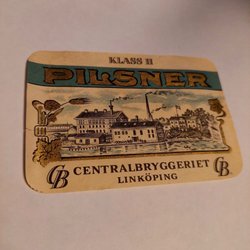 KLASS II
PILSNER
CB CENTRALBRYGGERIET CB
LINKÖPING